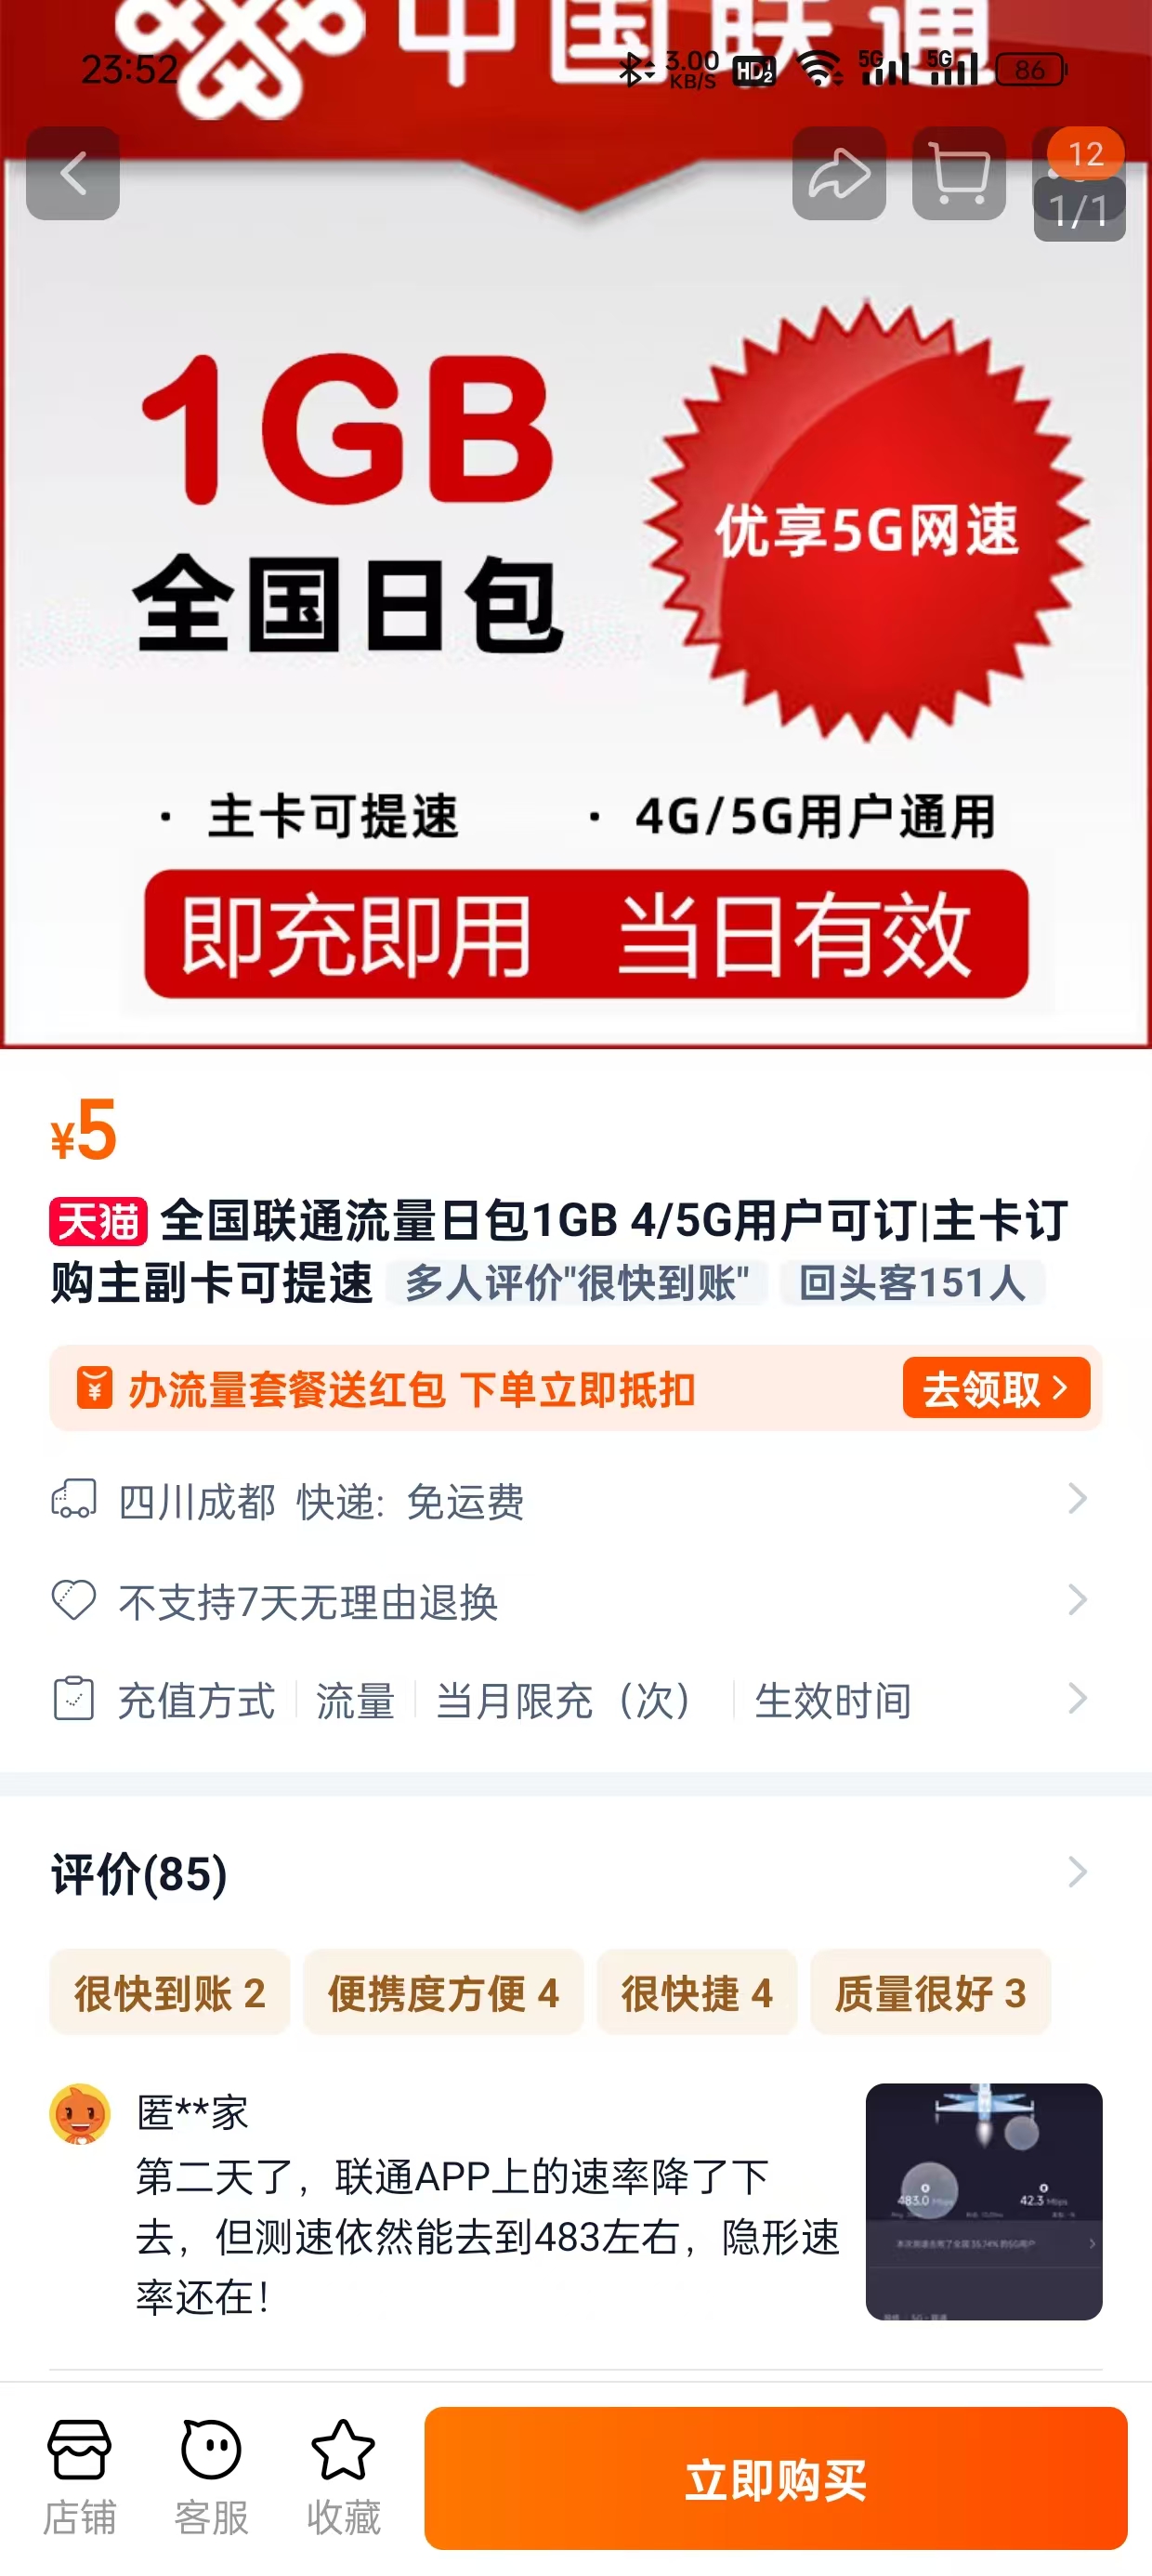 中国联通
23:52
3.00
KB/S
HD
5G
5G
86
12
1/1
1GB
全国日包
优享5G网速
· 主卡可提速
· 4G/5G用户通用
即充即用 当日有效
¥5
天猫 全国联通流量日包1GB 4/5G用户可订|主卡订
购主副卡可提速 多人评价"很快到账" 回头客151人
办流量套餐送红包 下单立即抵扣
去领取
四川成都 快递: 免运费
不支持7天无理由退换
充值方式 流量 当月限充（次） 生效时间
评价(85)
很快到账 2
便携度方便 4
很快捷 4
质量很好 3
匿**家
第二天了，联通APP上的速率降了下
去，但测速依然能去到483左右，隐形速
率还在！
483.0
42.3 Mbps
店铺
客服
收藏
立即购买